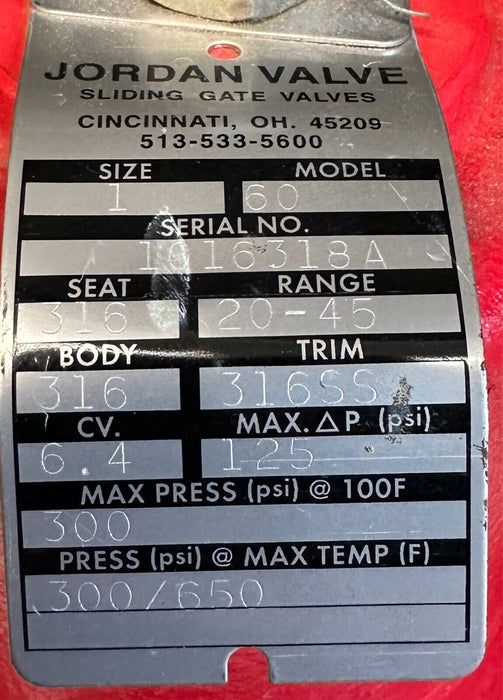 JORDAN VALVE
SLIDING GATE VALVES
CINCINNATI, OH. 45209
513-533-5600
SIZE MODEL
1 60
SERIAL NO.
1016318A
SEAT RANGE
316 20-45
BODY TRIM
316 316SS
CV. MAX. △P (psi)
6.4 125
MAX PRESS (psi) @ 100F
300
PRESS (psi) @ MAX TEMP (F)
300/650